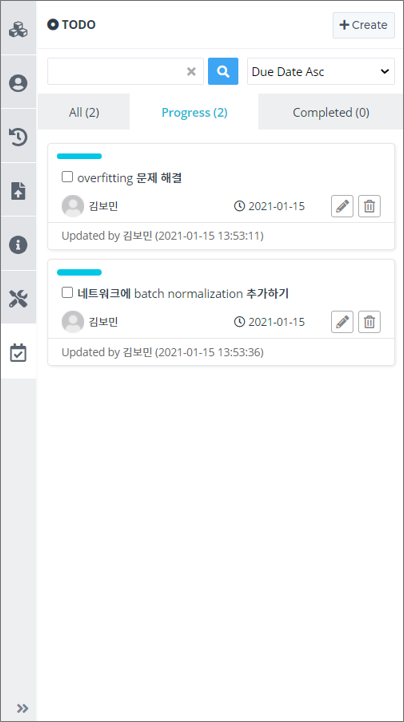 TODO
Create
Due Date Asc
All (2)
Progress (2)
Completed (0)
overfitting 문제 해결
김보민
2021-01-15
Updated by 김보민 (2021-01-15 13:53:11)
네트워크에 batch normalization 추가하기
김보민
2021-01-15
Updated by 김보민 (2021-01-15 13:53:36)